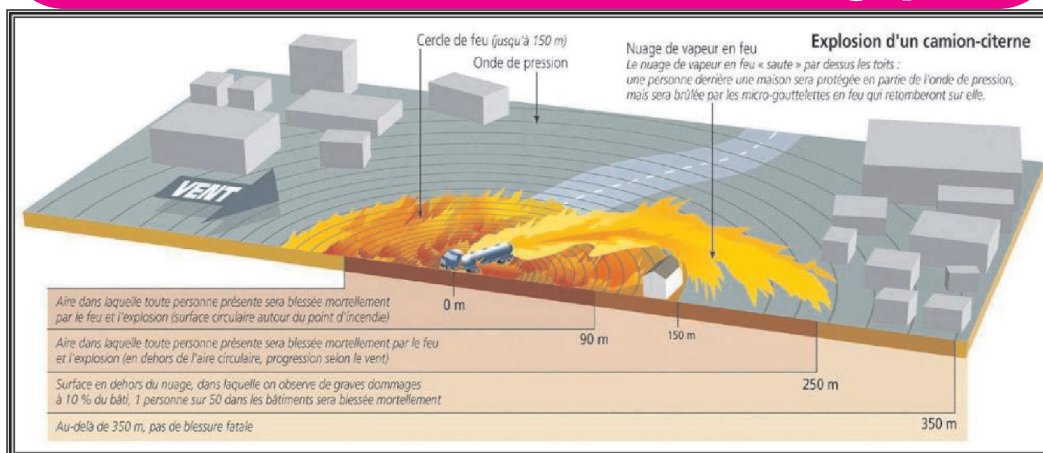 Explosion d'un camion-citerne
Cercle de feu (jusqu'à 150 m)
Onde de pression
Nuage de vapeur en feu
Le nuage de vapeur en feu « saute » par dessus les toits :
une personne derrière une maison sera protégée en partie de l'onde de pression,
mais sera brûlée par les micro-gouttelettes en feu qui retomberont sur elle.
VENT
Aire dans laquelle toute personne présente sera blessée mortellement
par le feu et l'explosion (surface circulaire autour du point d'incendie)
0 m
90 m
150 m
Aire dans laquelle toute personne présente sera blessée mortellement par le feu
et l'explosion (en dehors de l'aire circulaire, progression selon le vent)
250 m
Surface en dehors du nuage, dans laquelle on observe de graves dommages
à 10 % du bâti, 1 personne sur 50 dans les bâtiments sera blessée mortellement
350 m
Au-delà de 350 m, pas de blessure fatale